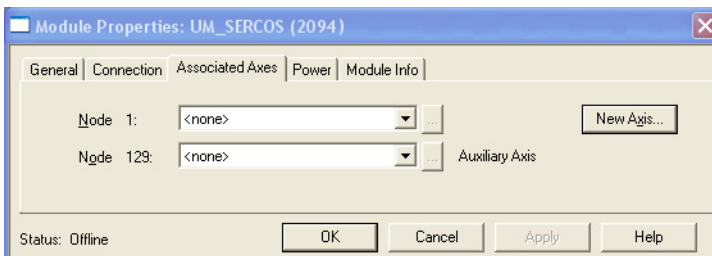 Module Properties: UM_SERCOS (2094)
General Connection Associated Axes Power Module Info
Node 1: <none> ... New Axis...
Node 129: <none> ... Auxiliary Axis
Status: Offline OK Cancel Apply Help